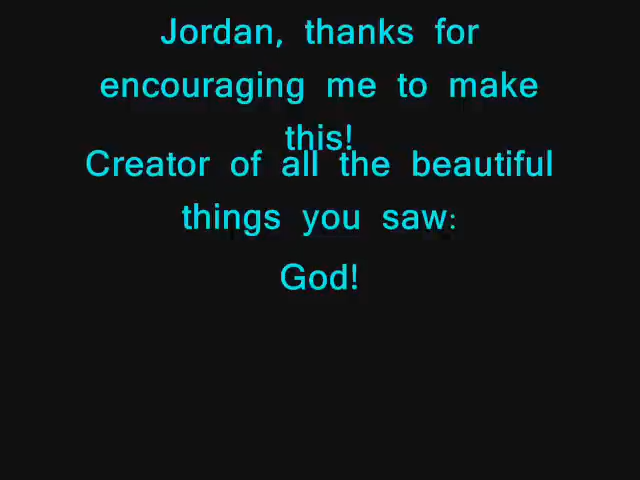 Jordan, thanks for
encouraging me to make
this!
Creator of all the beautiful
things you saw:
God!